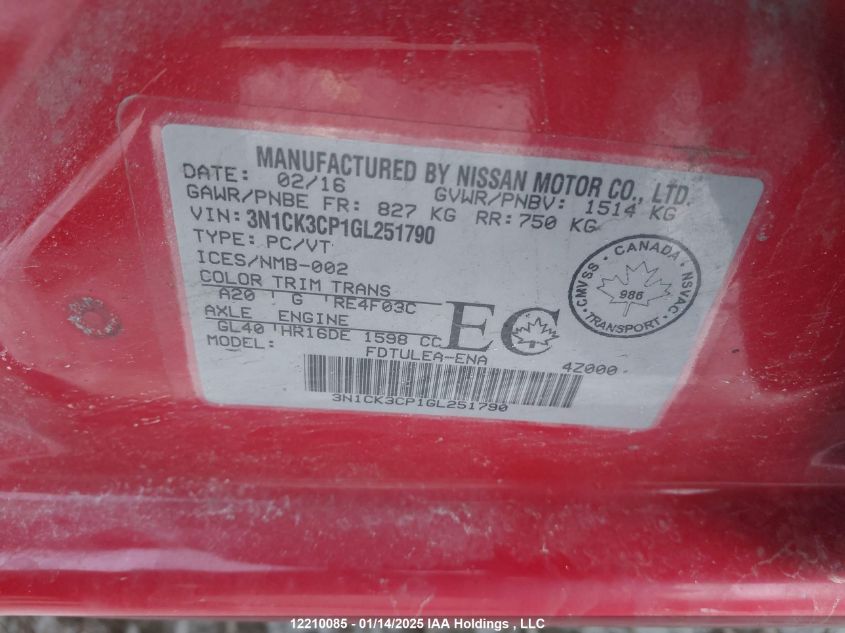 MANUFACTURED BY NISSAN MOTOR CO., LTD.
DATE: 02/16 GVWR/PNBV: 1514 KG
GAWR/PNBE FR: 827 KG RR: 750 KG
VIN: 3N1CK3CP1GL251790
TYPE: PC/VT
ICES/NMB-002
COLOR TRIM TRANS
A20 G RE4F03C
AXLE ENGINE
GL40 HR16DE 1598 CC
EC
CANADA
CMVSS NSVAC
986
TRANSPORT
MODEL: FDTULEA-ENA 4Z000
3N1CK3CP1GL251790
12210085 - 01/14/2025 IAA Holdings , LLC